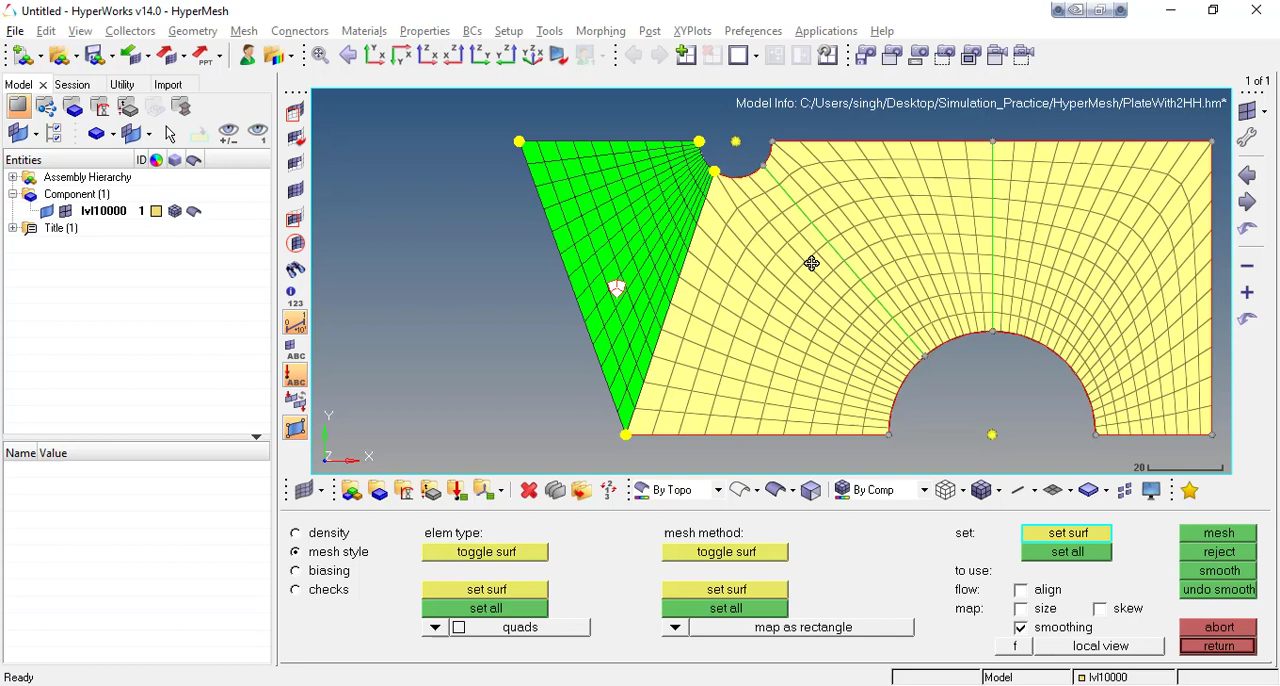 Untitled - HyperWorks v14.0 - HyperMesh
File Edit View Collectors Geometry Mesh Connectors Materials Properties BCs Setup Tools Morphing Post XYPlots Preferences Applications Help
PPT
Model Session Utility Import
1 of 1
Model Info: C:/Users/singh/Desktop/Simulation_Practice/HyperMesh/PlateWith2HH.hm*
Entities ID
Assembly Hierarchy
Component (1)
lvl10000 1
Title (1)
123
ABC
ABC
Y
Z X
20
Name Value
By Topo By Comp
density elem type: mesh method: set: set surf mesh
mesh style toggle surf toggle surf set all reject
biasing to use: smooth
checks set surf set surf flow: align undo smooth
set all set all map: size skew
quads map as rectangle smoothing abort
f local view return
Ready Model lvl10000